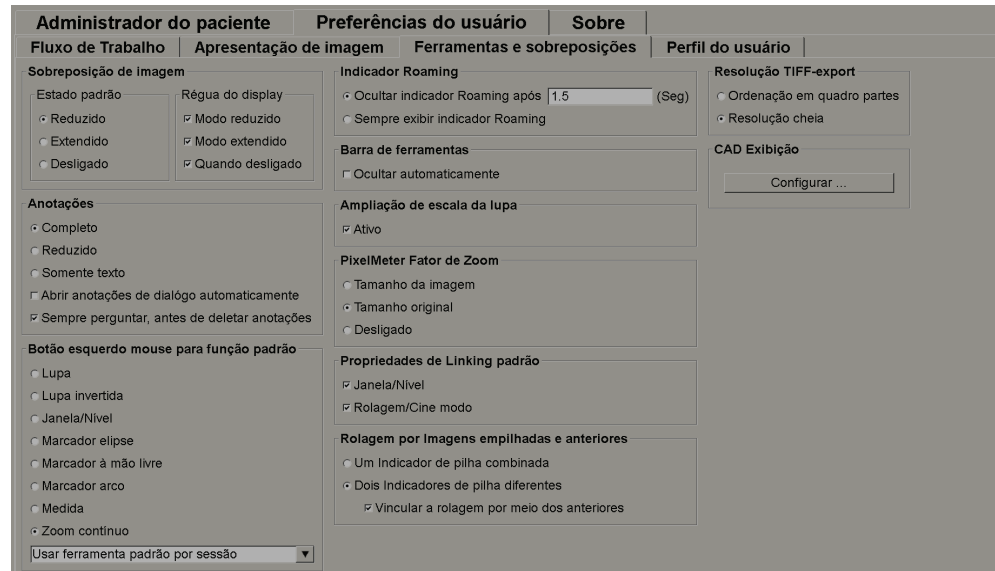 Administrador do paciente
Preferências do usuário
Sobre
Fluxo de Trabalho
Apresentação de imagem
Ferramentas e sobreposições
Perfil do usuário
Sobreposição de imagem
Estado padrão
Reduzido
Extendido
Desligado
Régua do display
Modo reduzido
Modo extendido
Quando desligado
Anotações
Completo
Reduzido
Somente texto
Abrir anotações de dialógo automaticamente
Sempre perguntar, antes de deletar anotações
Botão esquerdo mouse para função padrão
Lupa
Lupa invertida
Janela/Nível
Marcador elipse
Marcador à mão livre
Marcador arco
Medida
Zoom contínuo
Usar ferramenta padrão por sessão
Indicador Roaming
Ocultar indicador Roaming após 1.5 (Seg)
Sempre exibir indicador Roaming
Barra de ferramentas
Ocultar automaticamente
Ampliação de escala da lupa
Ativo
PixelMeter Fator de Zoom
Tamanho da imagem
Tamanho original
Desligado
Propriedades de Linking padrão
Janela/Nível
Rolagem/Cine modo
Rolagem por Imagens empilhadas e anteriores
Um Indicador de pilha combinada
Dois Indicadores de pilha diferentes
Vincular a rolagem por meio dos anteriores
Resolução TIFF-export
Ordenação em quadro partes
Resolução cheia
CAD Exibição
Configurar ...